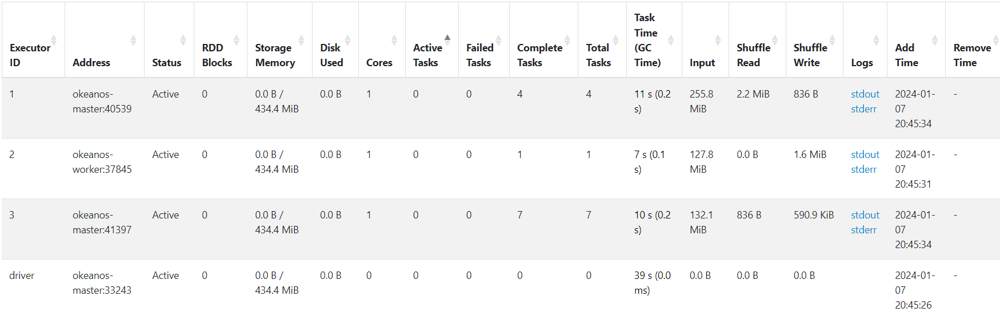 Executor ID Address Status RDD Blocks Storage Memory Disk Used Cores Active Tasks Failed Tasks Complete Tasks Total Tasks Task Time (GC Time) Input Shuffle Read Shuffle Write Logs Add Time Remove Time
1 okeanos-master:40539 Active 0 0.0 B / 434.4 MiB 0.0 B 1 0 0 4 4 11 s (0.2 s) 255.8 MiB 2.2 MiB 836 B stdout stderr 2024-01-07 20:45:34 -
2 okeanos-worker:37845 Active 0 0.0 B / 434.4 MiB 0.0 B 1 0 0 1 1 7 s (0.1 s) 127.8 MiB 0.0 B 1.6 MiB stdout stderr 2024-01-07 20:45:31 -
3 okeanos-master:41397 Active 0 0.0 B / 434.4 MiB 0.0 B 1 0 0 7 7 10 s (0.2 s) 132.1 MiB 836 B 590.9 KiB stdout stderr 2024-01-07 20:45:34 -
driver okeanos-master:33243 Active 0 0.0 B / 434.4 MiB 0.0 B 0 0 0 0 0 39 s (0.0 ms) 0.0 B 0.0 B 0.0 B 2024-01-07 20:45:26 -